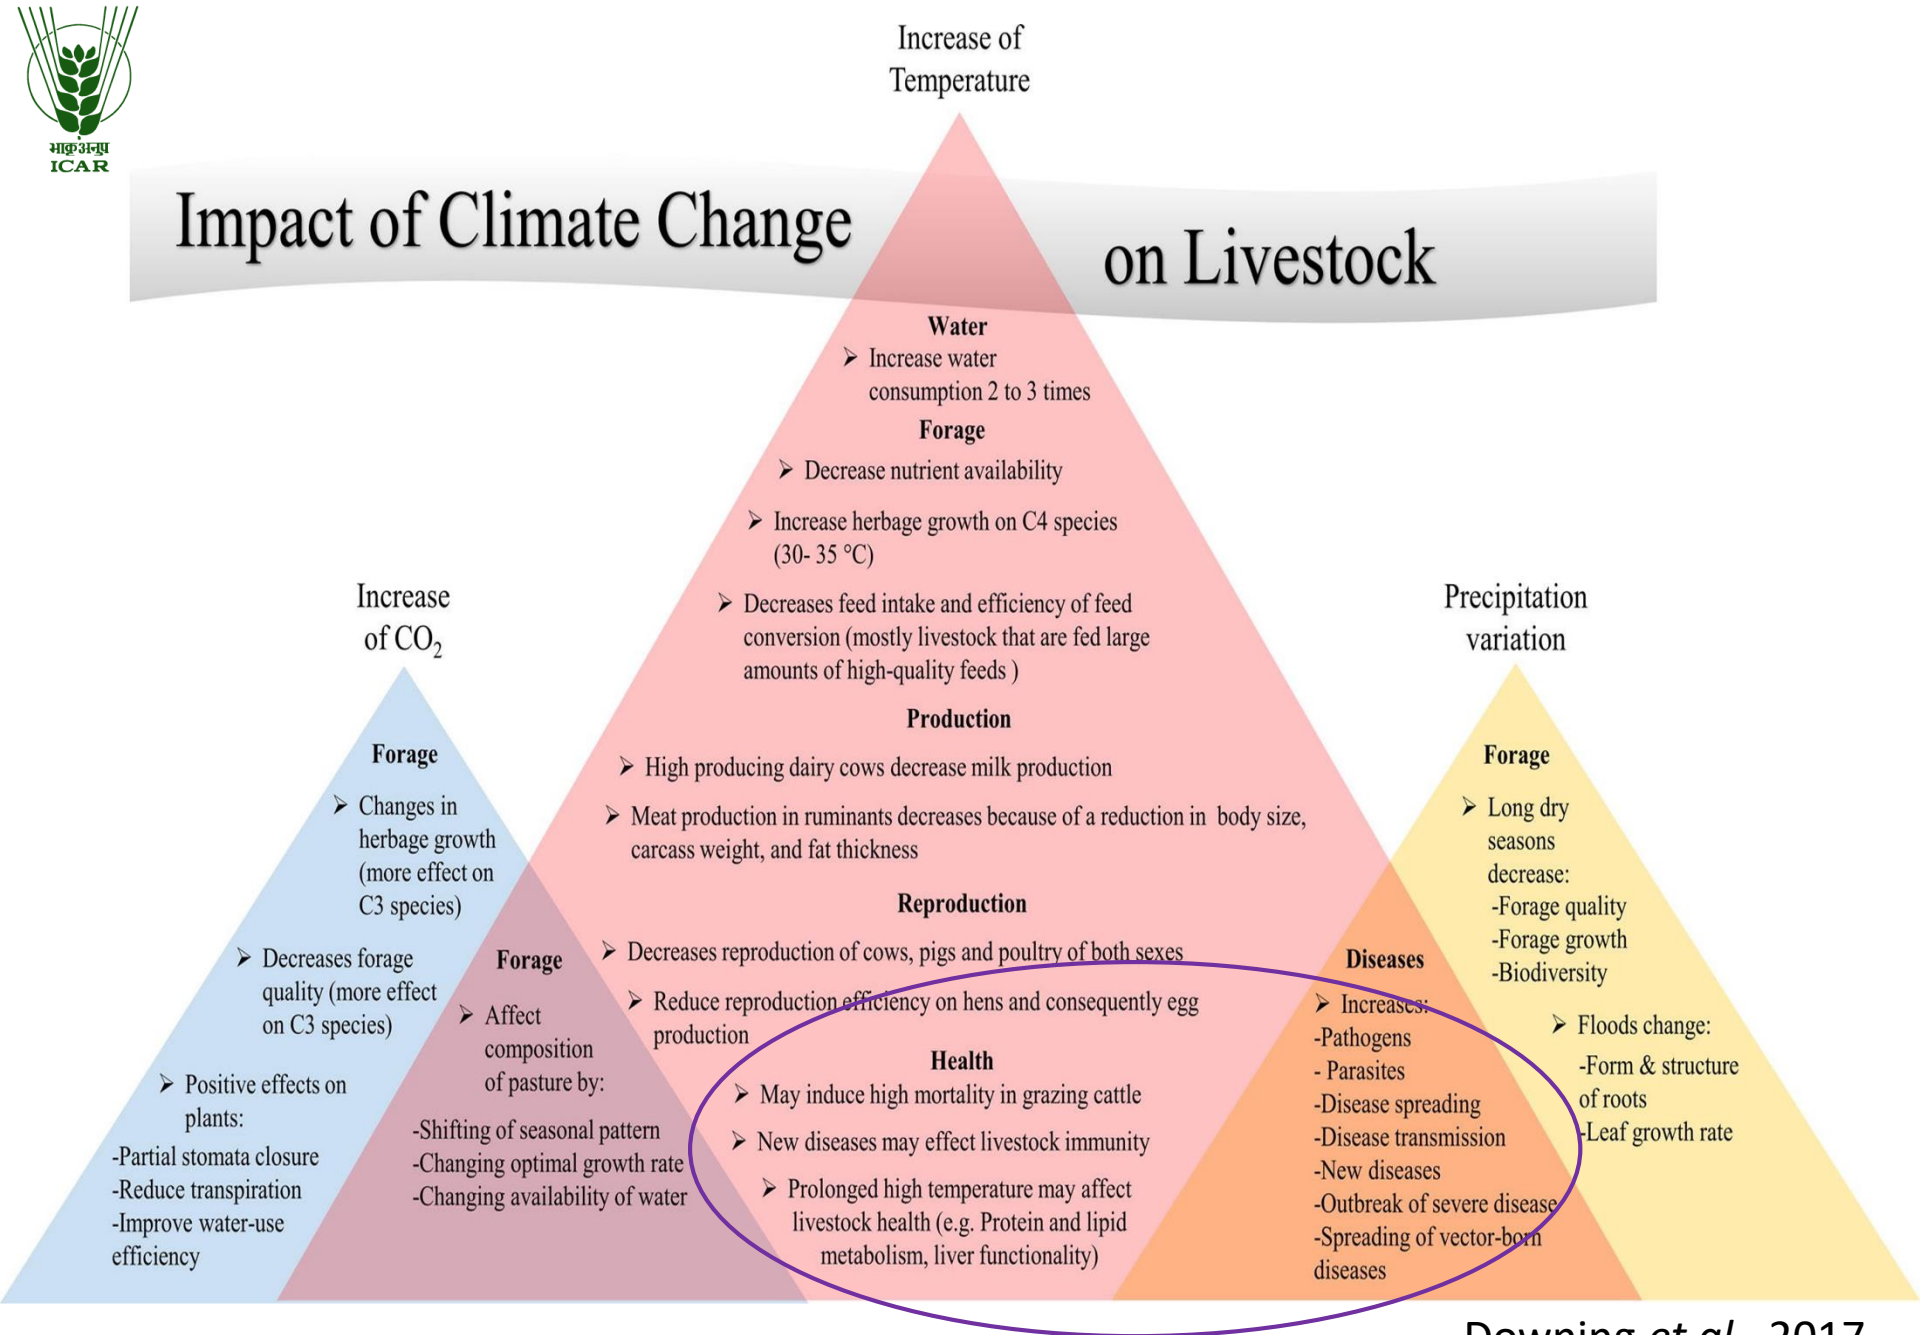 भाकृअनुप
ICAR
Increase of
Temperature
Impact of Climate Change
on Livestock
Water
➢ Increase water
consumption 2 to 3 times
Forage
➢ Decrease nutrient availability
➢ Increase herbage growth on C4 species
(30- 35 °C)
➢ Decreases feed intake and efficiency of feed
conversion (mostly livestock that are fed large
amounts of high-quality feeds )
Production
➢ High producing dairy cows decrease milk production
➢ Meat production in ruminants decreases because of a reduction in body size,
carcass weight, and fat thickness
Reproduction
➢ Decreases reproduction of cows, pigs and poultry of both sexes
➢ Reduce reproduction efficiency on hens and consequently egg
production
Health
➢ May induce high mortality in grazing cattle
➢ New diseases may effect livestock immunity
➢ Prolonged high temperature may affect
livestock health (e.g. Protein and lipid
metabolism, liver functionality)
Increase
of CO₂
Forage
➢ Changes in
herbage growth
(more effect on
C3 species)
➢ Decreases forage
quality (more effect
on C3 species)
➢ Positive effects on
plants:
-Partial stomata closure
-Reduce transpiration
-Improve water-use
efficiency
Forage
➢ Affect
composition
of pasture by:
-Shifting of seasonal pattern
-Changing optimal growth rate
-Changing availability of water
Diseases
➢ Increases:
-Pathogens
- Parasites
-Disease spreading
-Disease transmission
-New diseases
-Outbreak of severe disease
-Spreading of vector-born
diseases
Precipitation
variation
Forage
➢ Long dry
seasons
decrease:
-Forage quality
-Forage growth
-Biodiversity
➢ Floods change:
-Form & structure
of roots
-Leaf growth rate
Downing et al., 2017